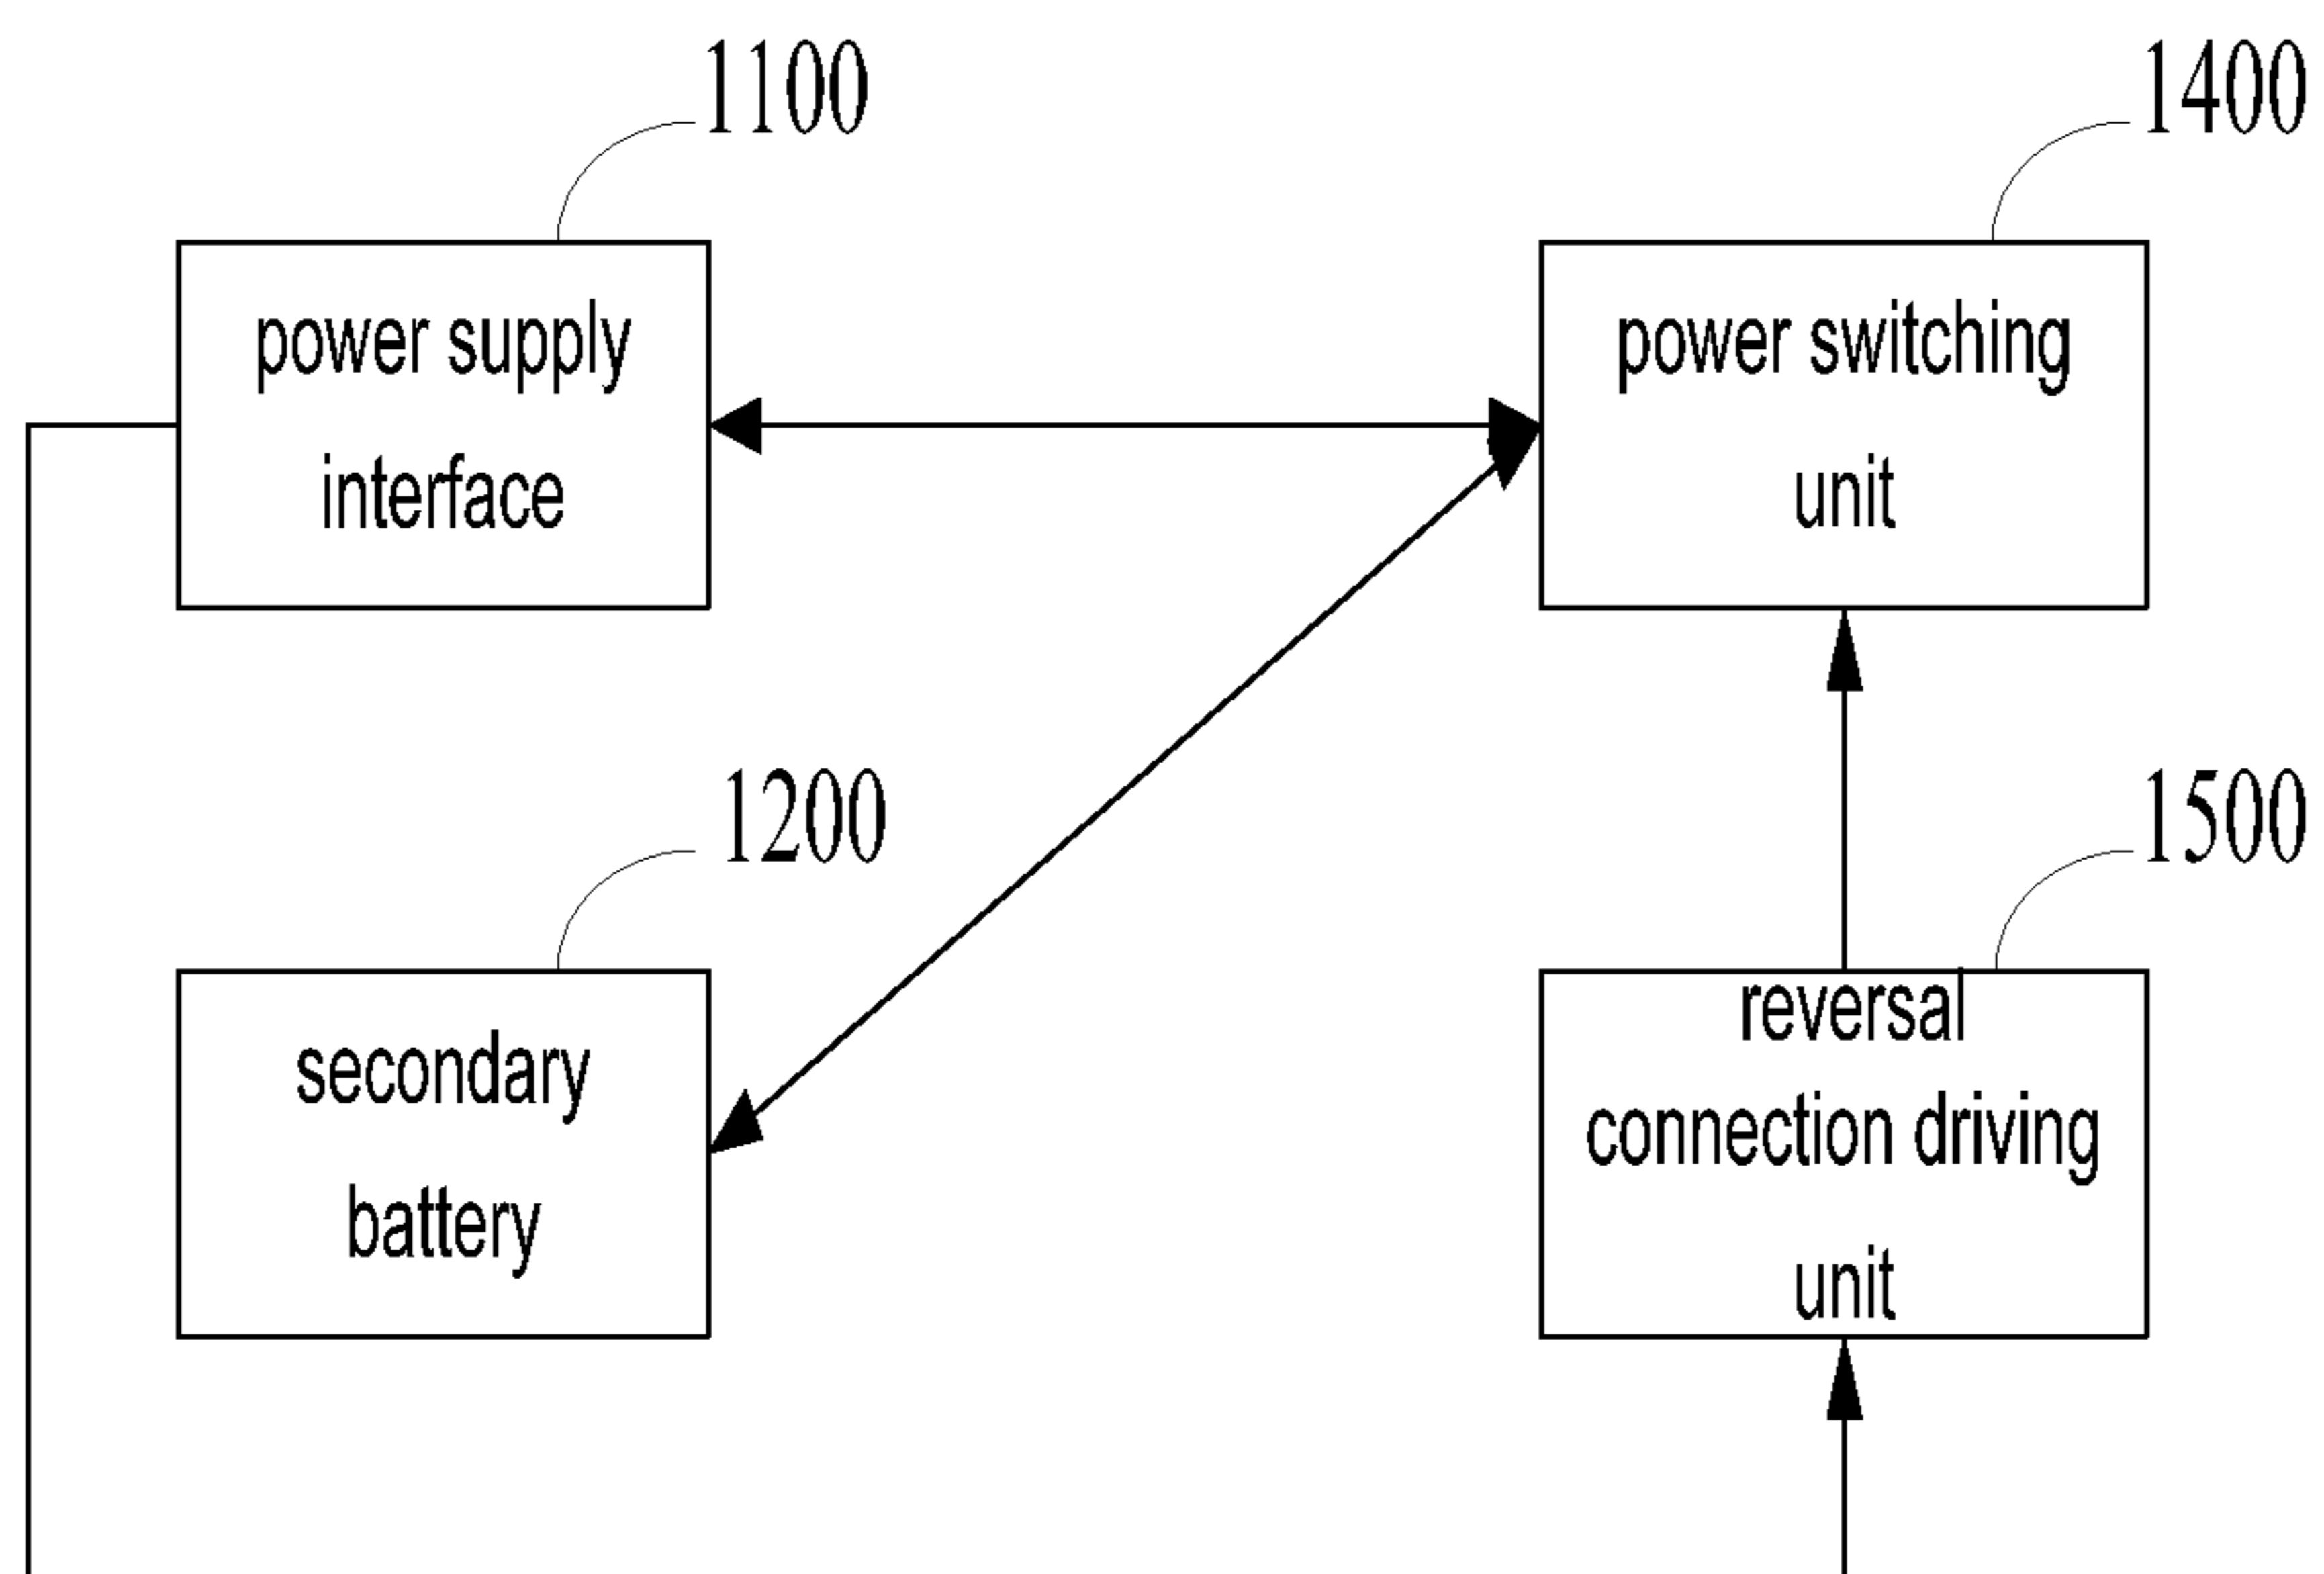 1100
1400
power supply
interface
power switching
unit
1200
1500
secondary
battery
reversal
connection driving
unit